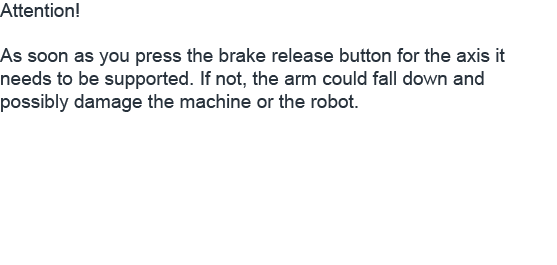 Attention!
As soon as you press the brake release button for the axis it
needs to be supported. If not, the arm could fall down and
possibly damage the machine or the robot.